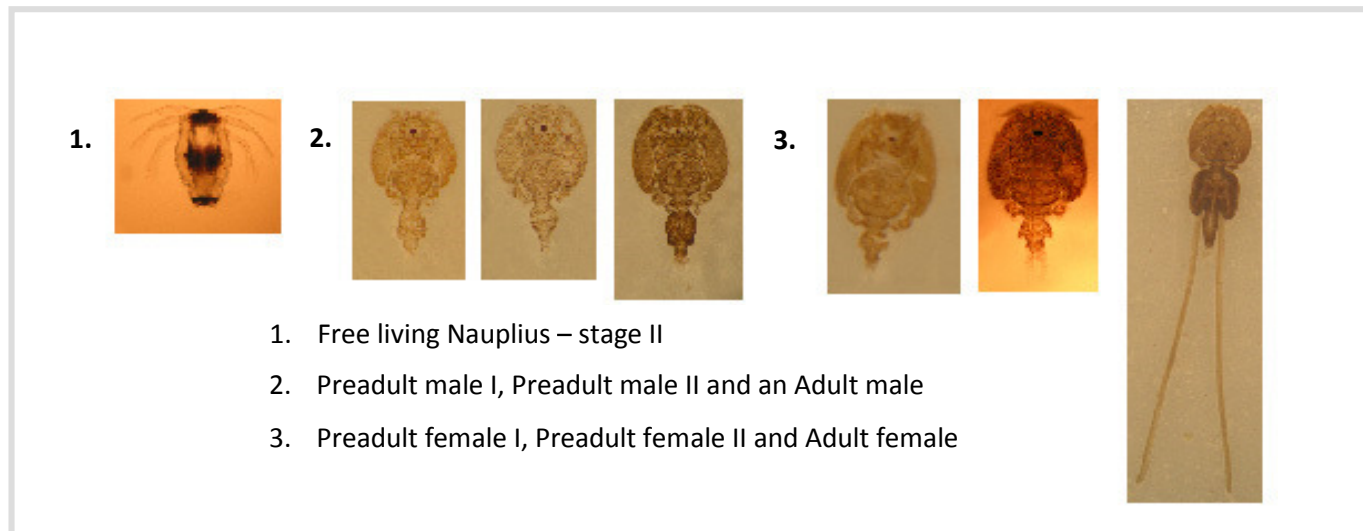 1.
2.
3.
1. Free living Nauplius – stage II
2. Preadult male I, Preadult male II and an Adult male
3. Preadult female I, Preadult female II and Adult female